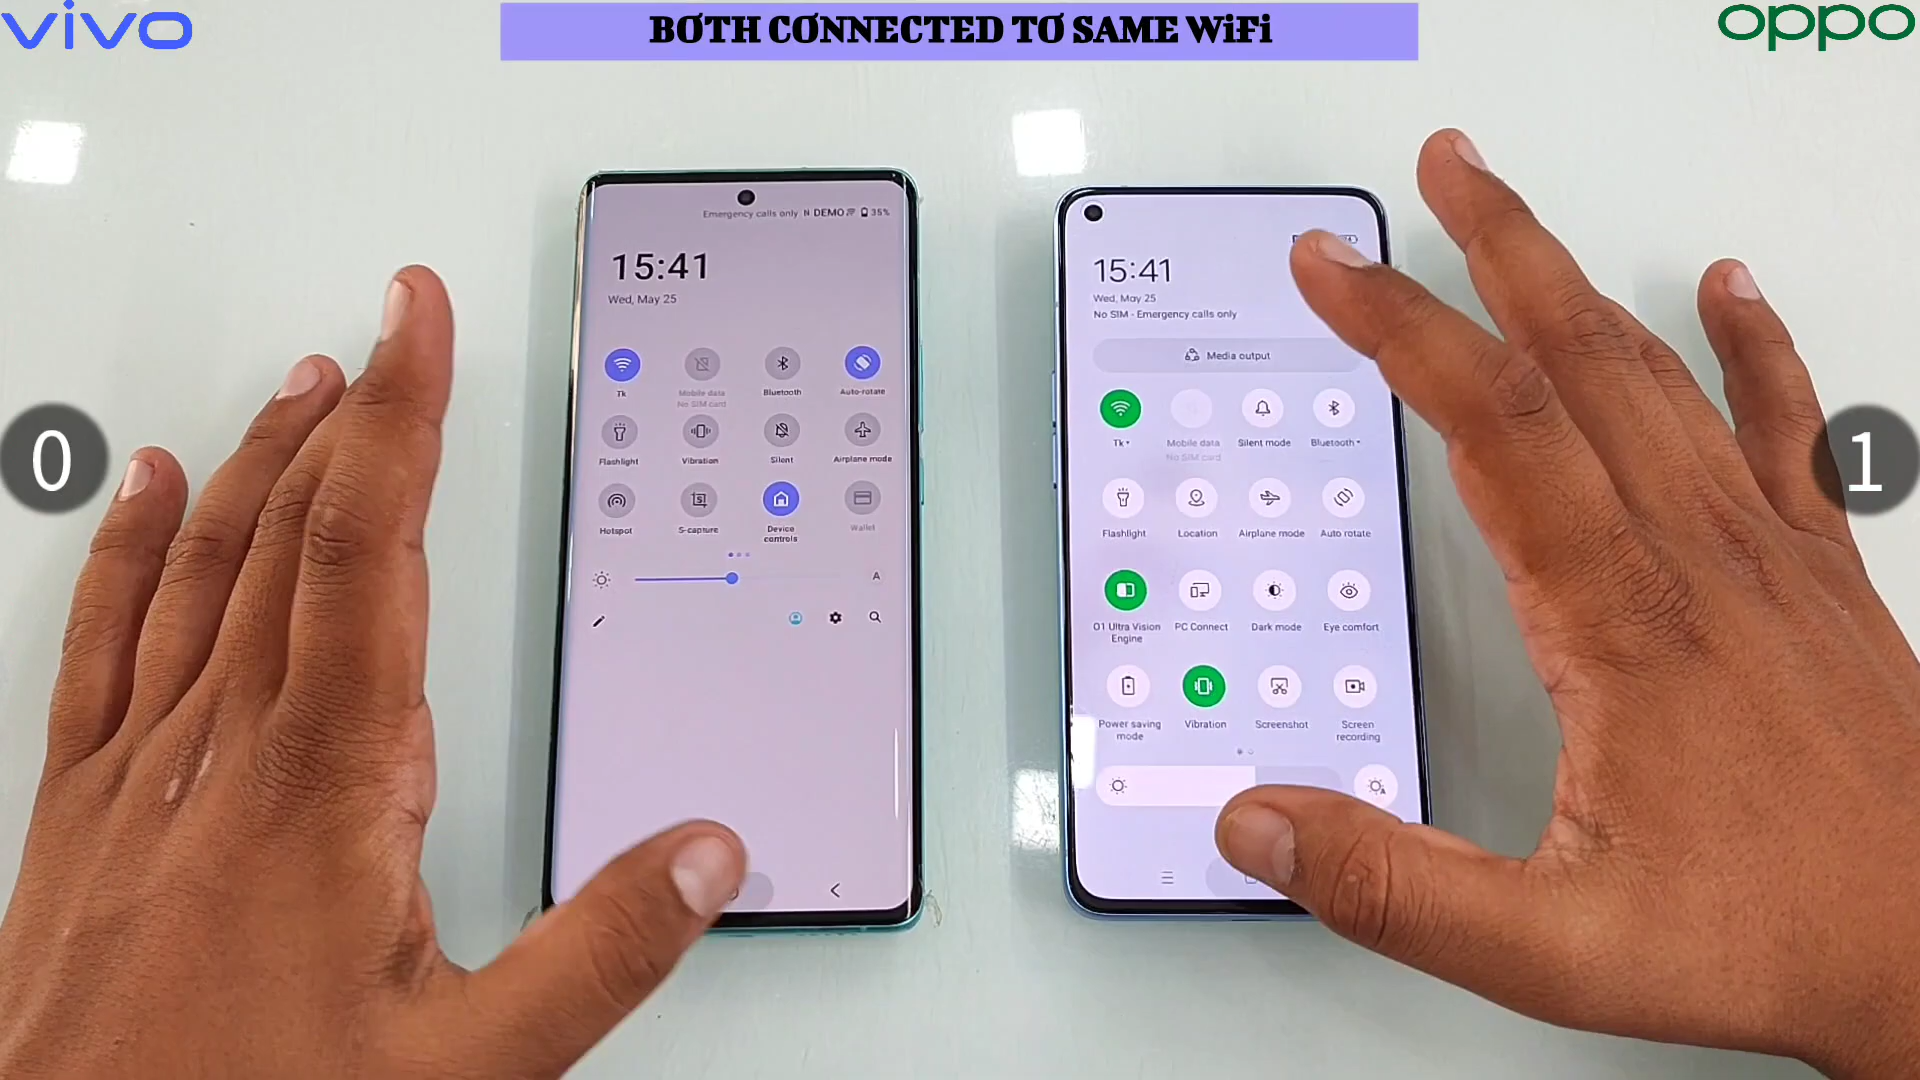 vivo
BOTH CONNECTED TO SAME WiFi
oppo
0
1
Emergency calls only N DEMO 35%
15:41
Wed, May 25
Tk
Mobile data
No SIM card
Bluetooth
Auto-rotate
Flashlight
Vibration
Silent
Airplane mode
Hotspot
S-capture
Device
controls
Wallet
A
15:41
Wed, May 25
No SIM - Emergency calls only
Media output
Tk
Mobile data
No SIM card
Silent mode
Bluetooth
Flashlight
Location
Airplane mode
Auto rotate
O1 Ultra Vision
Engine
PC Connect
Dark mode
Eye comfort
Power saving
mode
Vibration
Screenshot
Screen
recording